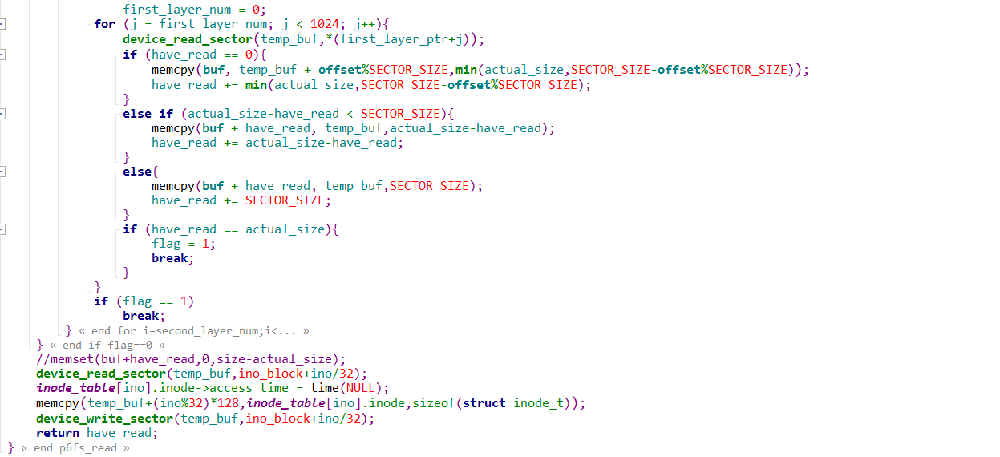 first_layer_num = 0;
for (j = first_layer_num; j < 1024; j++){
device_read_sector(temp_buf,*(first_layer_ptr+j));
if (have_read == 0){
memcpy(buf, temp_buf + offset%SECTOR_SIZE,min(actual_size,SECTOR_SIZE-offset%SECTOR_SIZE));
have_read += min(actual_size,SECTOR_SIZE-offset%SECTOR_SIZE);
}
else if (actual_size-have_read < SECTOR_SIZE){
memcpy(buf + have_read, temp_buf,actual_size-have_read);
have_read += actual_size-have_read;
}
else{
memcpy(buf + have_read, temp_buf,SECTOR_SIZE);
have_read += SECTOR_SIZE;
}
if (have_read == actual_size){
flag = 1;
break;
}
}
if (flag == 1)
break;
} « end for i=second_layer_num;i<... »
} « end if flag==0 »
//memset(buf+have_read,0,size-actual_size);
device_read_sector(temp_buf,ino_block+ino/32);
inode_table[ino].inode->access_time = time(NULL);
memcpy(temp_buf+(ino%32)*128,inode_table[ino].inode,sizeof(struct inode_t));
device_write_sector(temp_buf,ino_block+ino/32);
return have_read;
} « end p6fs_read »